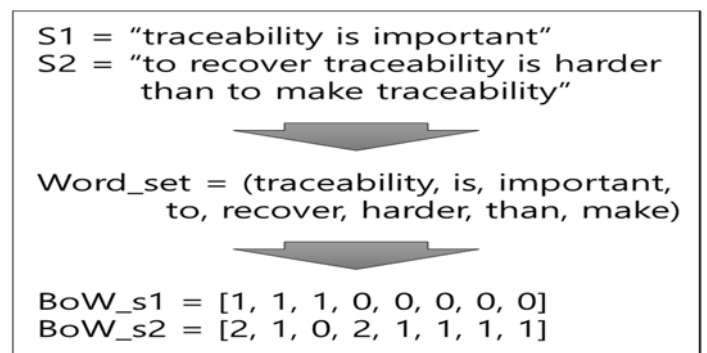 S1 = “traceability is important”
S2 = “to recover traceability is harder
than to make traceability”
Word_set = (traceability, is, important,
to, recover, harder, than, make)
BoW_s1 = [1, 1, 1, 0, 0, 0, 0, 0]
BoW_s2 = [2, 1, 0, 2, 1, 1, 1, 1]